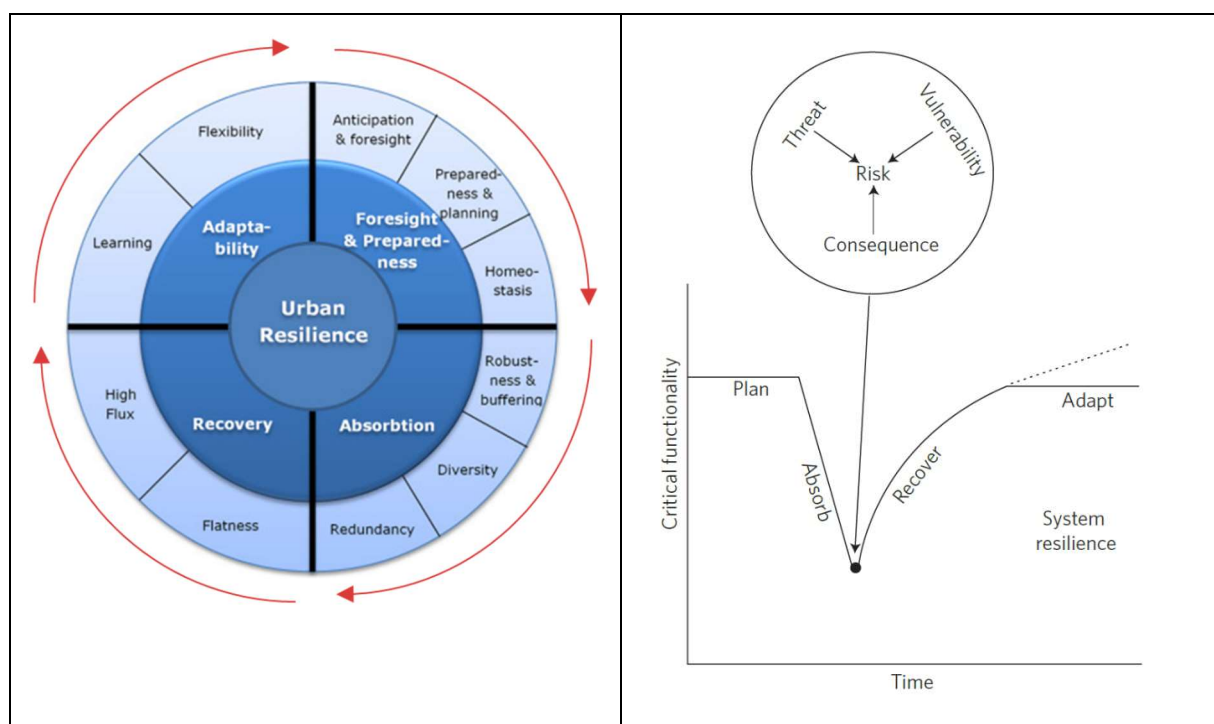 Flexibility
Anticipation
& foresight
Prepared-
ness &
planning
Learning
Adapta-
bility
Foresight
& Prepared-
ness
Homeo-
stasis
Urban
Resilience
High
Flux
Robust-
ness &
buffering
Recovery
Absorbtion
Diversity
Flatness
Redundancy
Threat
Vulnerability
Risk
Consequence
Critical functionality
Plan
Absorb
Recover
Adapt
System
resilience
Time